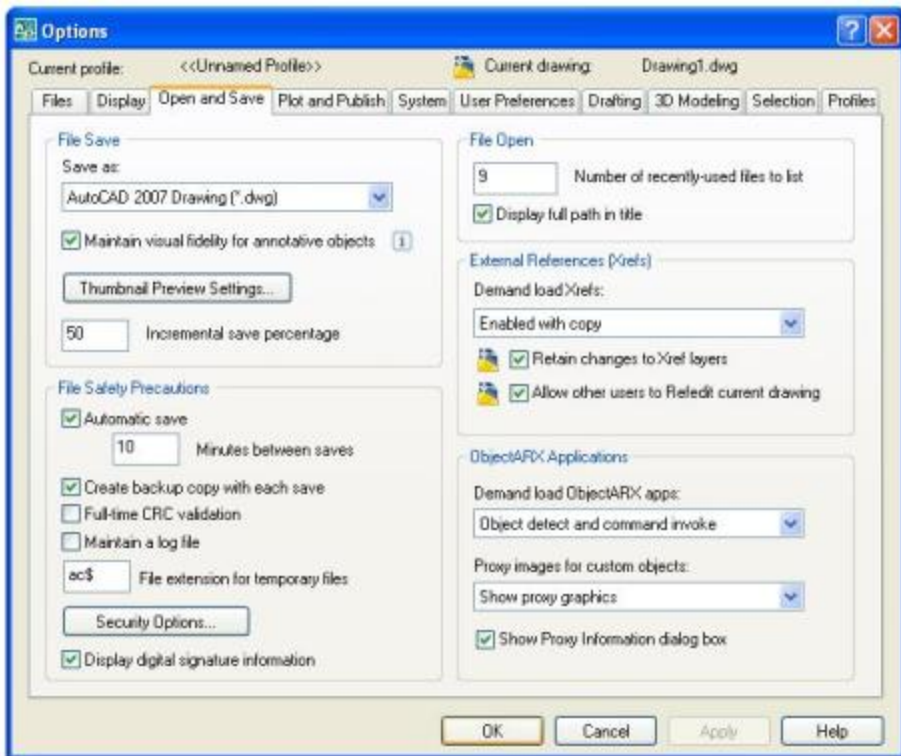 Options
Current profile: <<Unnamed Profile>> Current drawing: Drawing1.dwg
Files Display Open and Save Plot and Publish System User Preferences Drafting 3D Modeling Selection Profiles
File Save
Save as:
AutoCAD 2007 Drawing (*.dwg)
Maintain visual fidelity for annotative objects i
Thumbnail Preview Settings...
50 Incremental save percentage
File Safety Precautions
Automatic save
10 Minutes between saves
Create backup copy with each save
Full-time CRC validation
Maintain a log file
ac$ File extension for temporary files
Security Options...
Display digital signature information
File Open
9 Number of recently-used files to list
Display full path in title
External References (Xrefs)
Demand load Xrefs:
Enabled with copy
Retain changes to Xref layers
Allow other users to Refedit current drawing
ObjectARX Applications
Demand load ObjectARX apps:
Object detect and command invoke
Proxy images for custom objects:
Show proxy graphics
Show Proxy Information dialog box
OK Cancel Apply Help